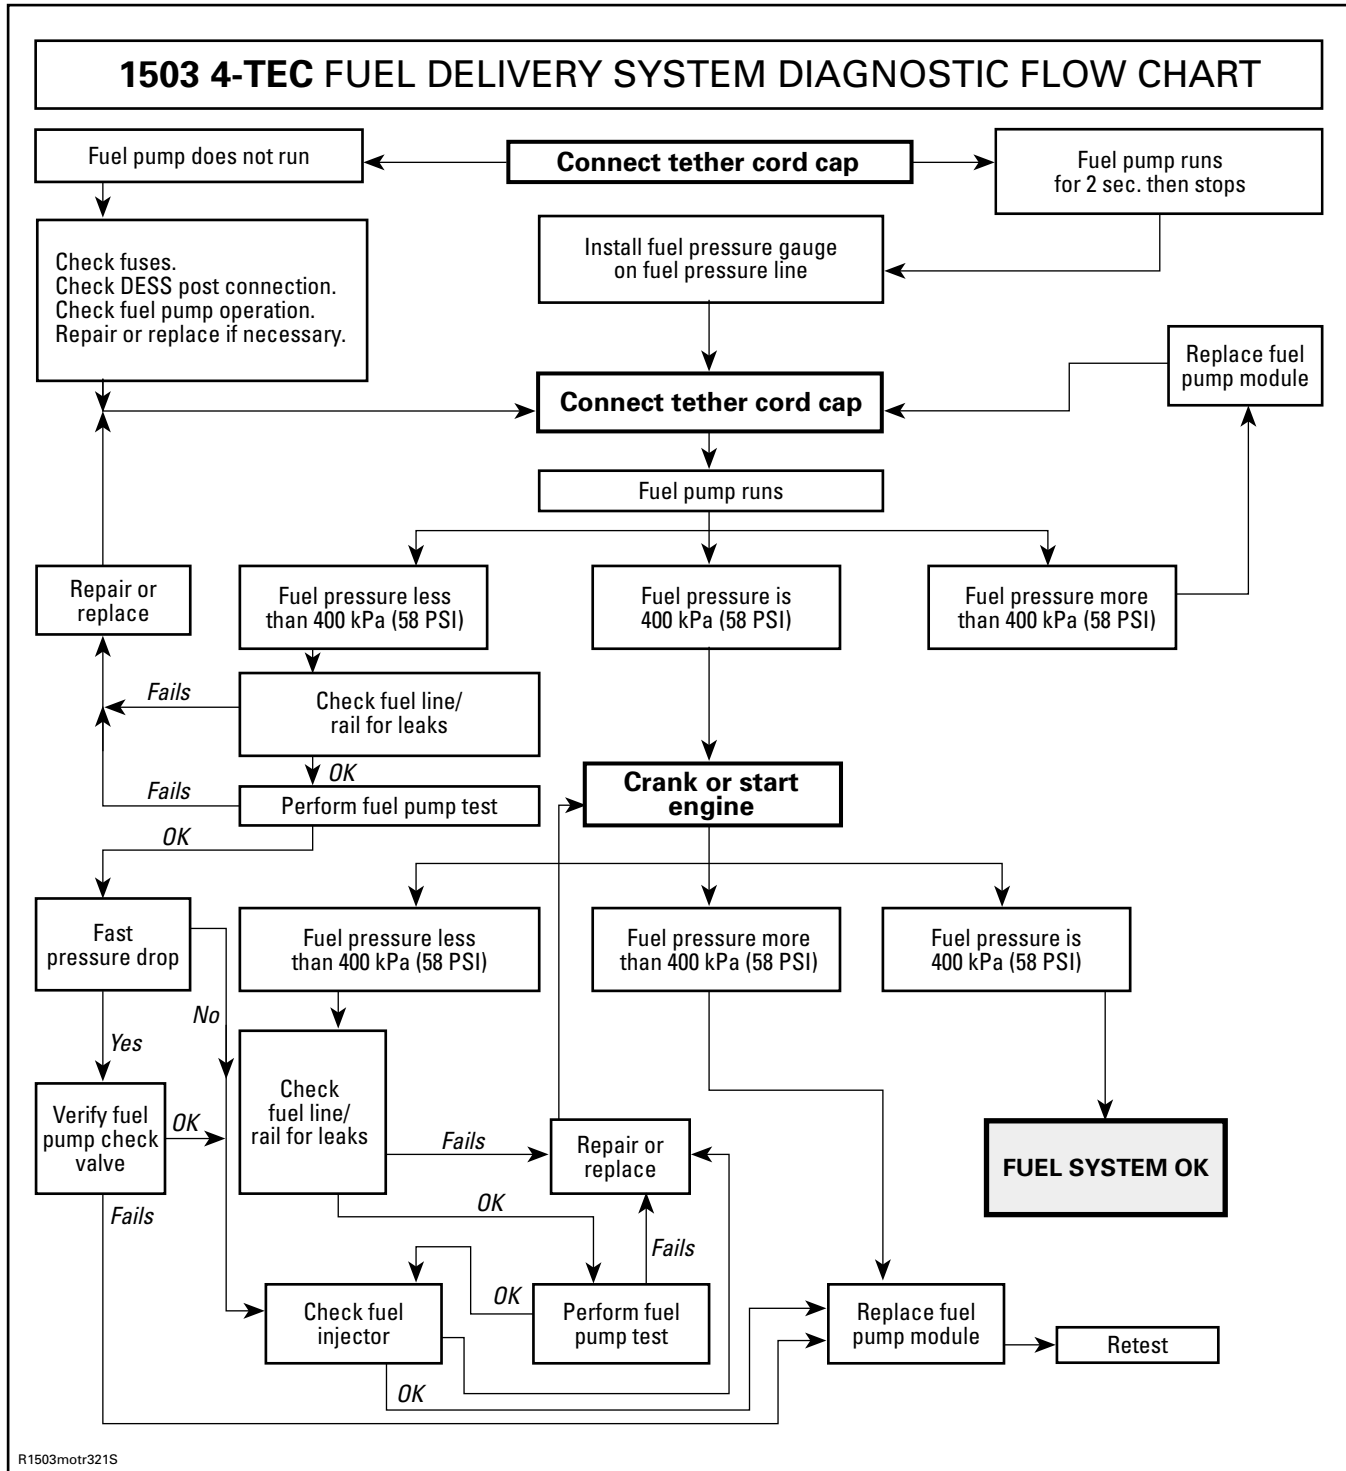 1503 4-TEC FUEL DELIVERY SYSTEM DIAGNOSTIC FLOW CHART
Fuel pump does not run
Connect tether cord cap
Fuel pump runs
for 2 sec. then stops
Check fuses.
Check DESS post connection.
Check fuel pump operation.
Repair or replace if necessary.
Install fuel pressure gauge
on fuel pressure line
Replace fuel
pump module
Connect tether cord cap
Fuel pump runs
Repair or
replace
Fuel pressure less
than 400 kPa (58 PSI)
Fuel pressure is
400 kPa (58 PSI)
Fuel pressure more
than 400 kPa (58 PSI)
Fails
Check fuel line/
rail for leaks
OK
Fails
Perform fuel pump test
Crank or start
engine
OK
Fast
pressure drop
Fuel pressure less
than 400 kPa (58 PSI)
Fuel pressure more
than 400 kPa (58 PSI)
Fuel pressure is
400 kPa (58 PSI)
No
Yes
Verify fuel
pump check
valve
OK
Check
fuel line/
rail for leaks
Fails
Repair or
replace
FUEL SYSTEM OK
OK
Fails
Fails
Check fuel
injector
OK
Perform fuel
pump test
Replace fuel
pump module
Retest
OK
R1503motr321S